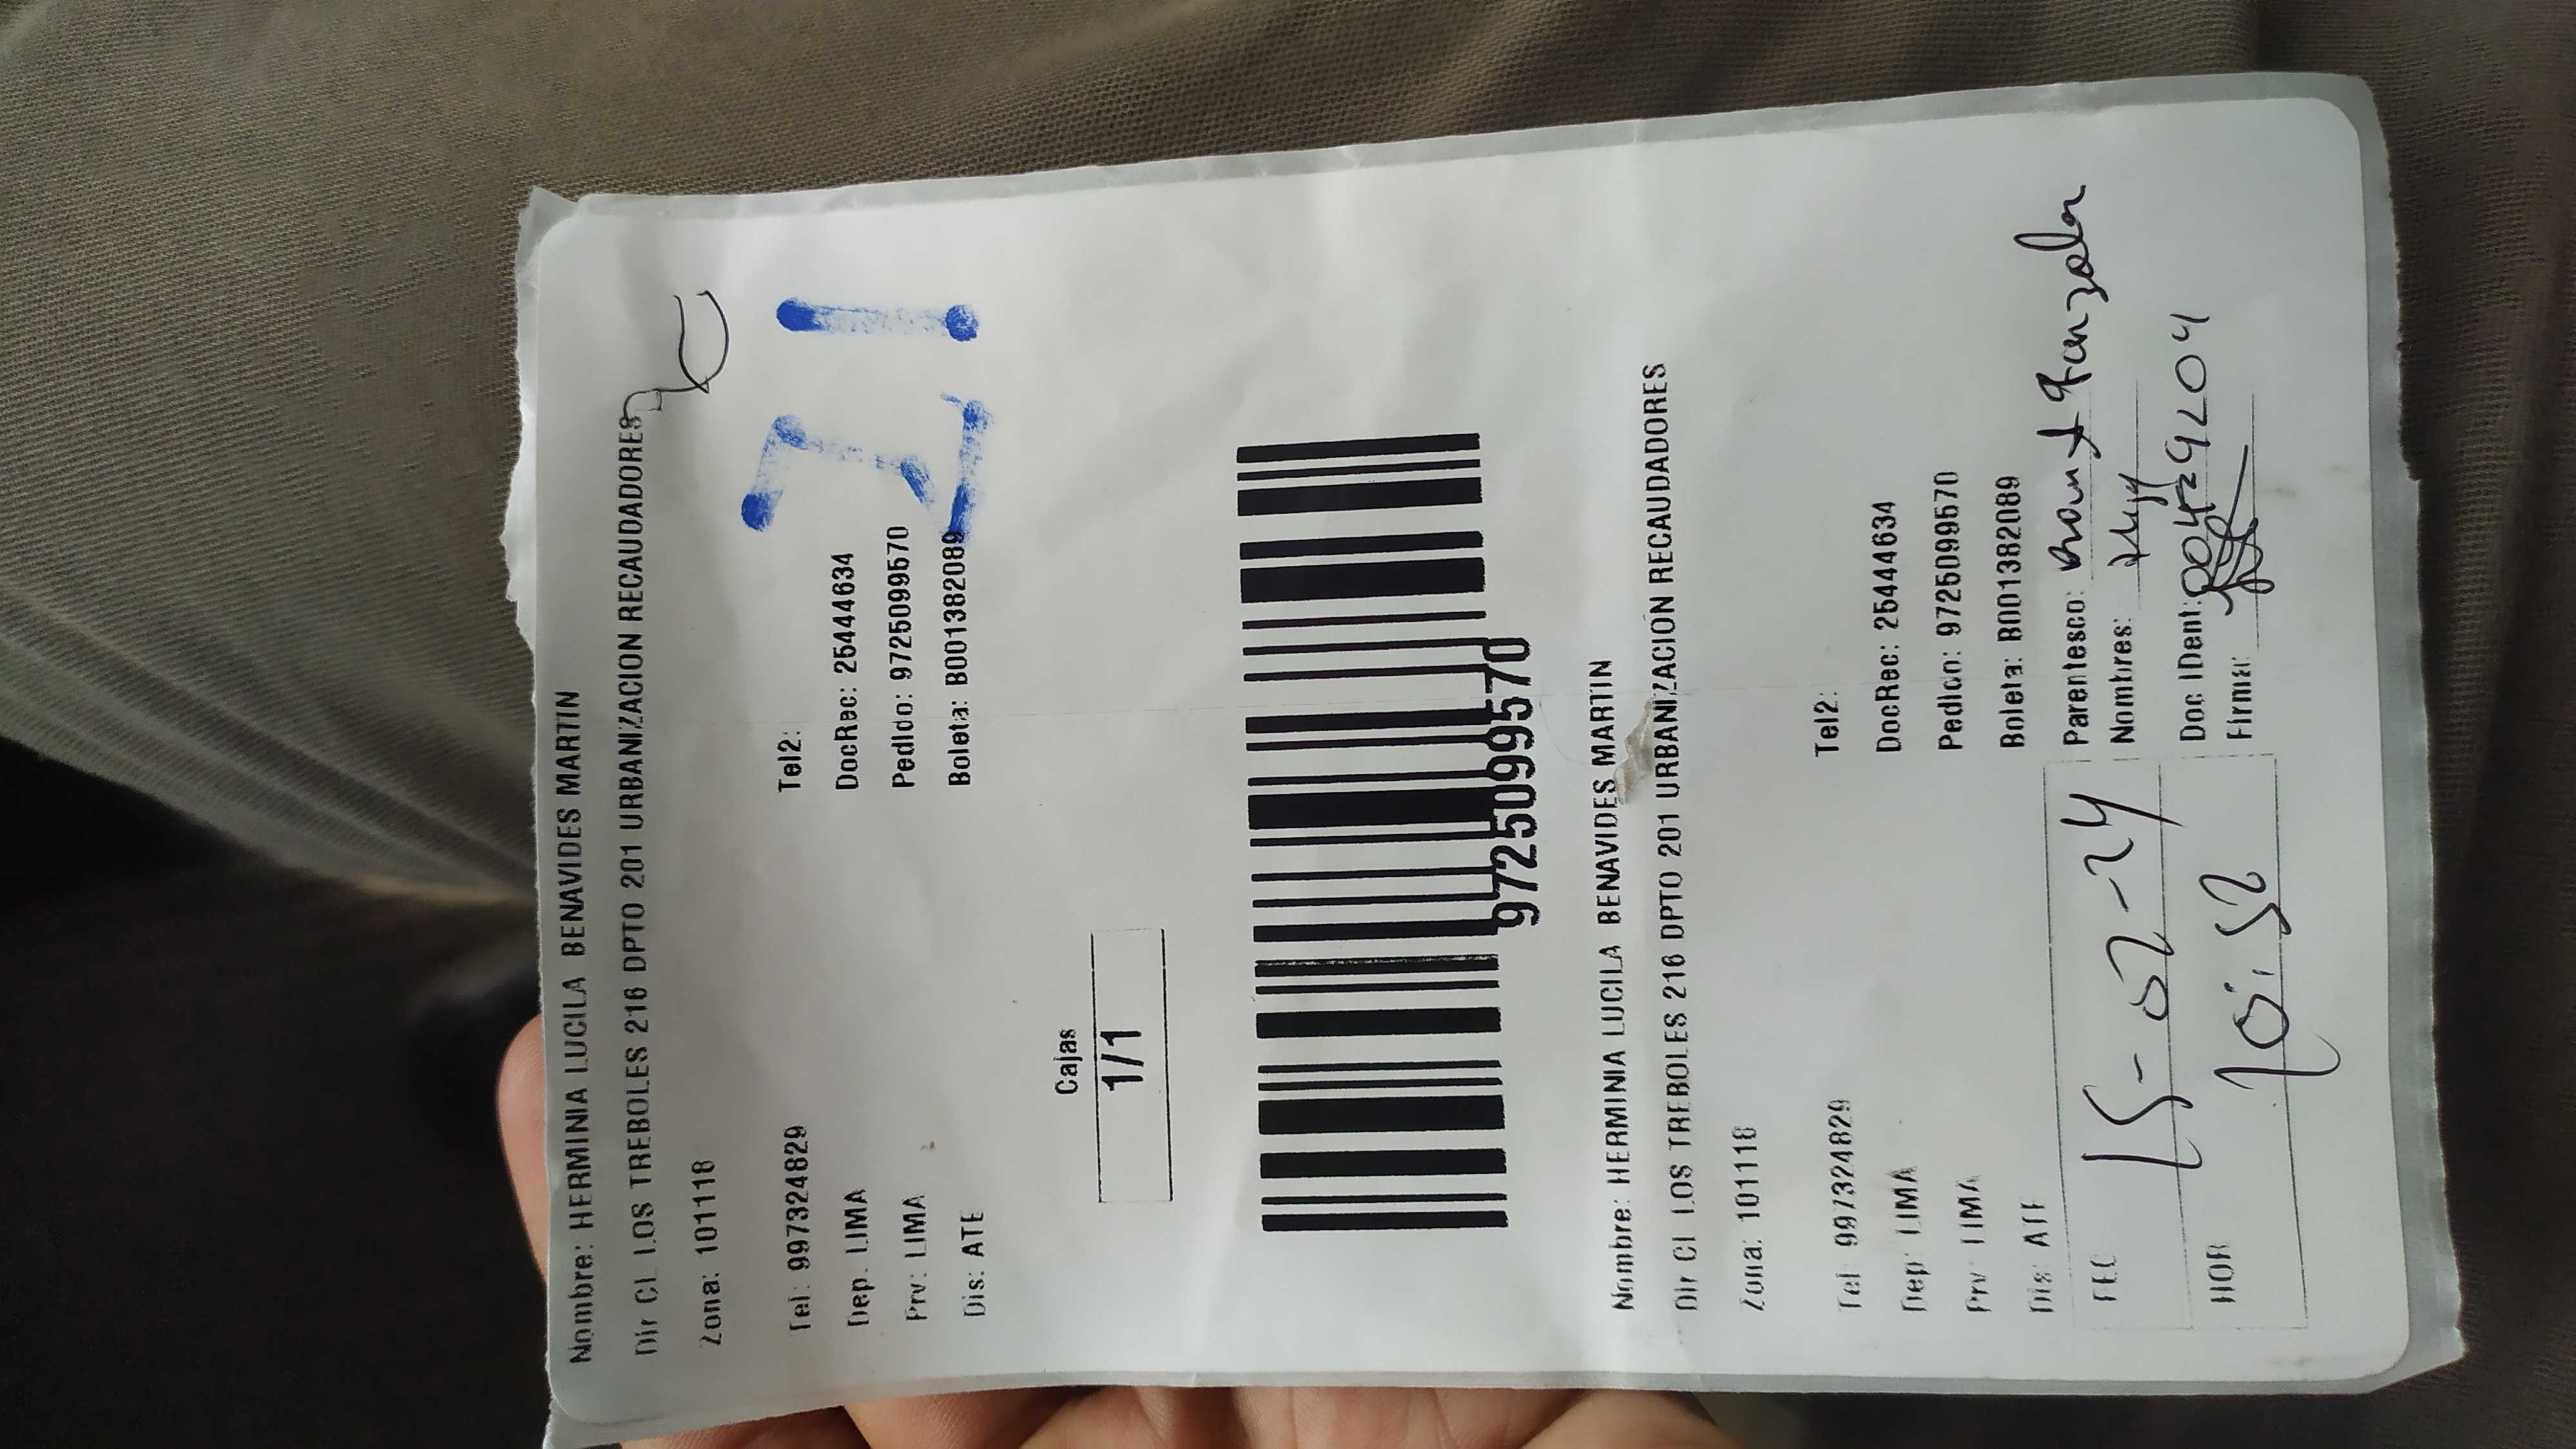 Nombre: HERMINIA LUCILA BENAVIDES MARTIN
Dir CL LOS TREBOLES 216 DPTO 201 URBANIZACION RECAUDADORES
Zona: 101118
21
Tel: 997324829 Tel2:
Dep. LIMA DocRec: 25444634
Prv: LIMA Pedido: 9725099570
Dis: ATE Boleta: B001382089
Cajas
1/1
9725099570
Nombre: HERMINIA LUCILA BENAVIDES MARTIN
Dir CL LOS TREBOLES 216 DPTO 201 URBANIZACION RECAUDADORES
Zona: 101118
Tel: 997324829 Tel2:
Dep: LIMA DocRec: 25444634
Prv: LIMA Pedido: 9725099570
Dis: ATE Boleta: B001382089
FEC 15-02-24 Parentesco:
Nombres:
HOR 10:52 Doc IDent:
Firma: